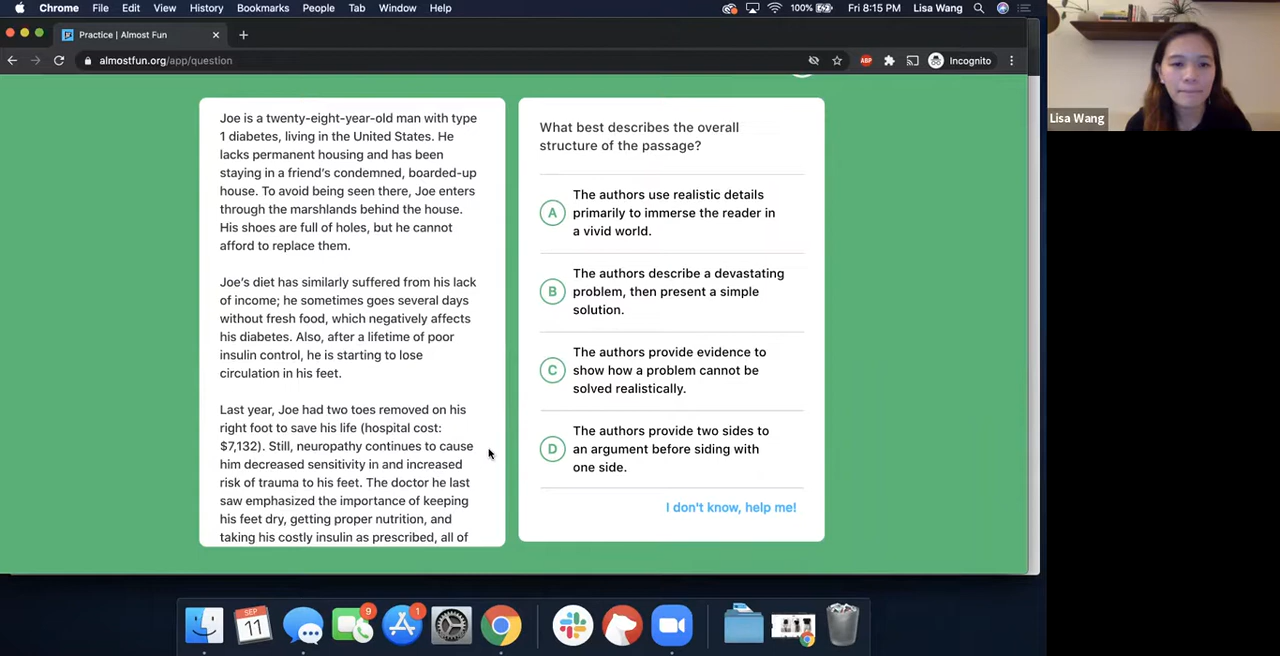 Chrome File Edit View History Bookmarks People Tab Window Help 100% Fri 8:15 PM Lisa Wang
Practice | Almost Fun
almostfun.org/app/question ABP Incognito
Joe is a twenty-eight-year-old man with type
1 diabetes, living in the United States. He
lacks permanent housing and has been
staying in a friend's condemned, boarded-up
house. To avoid being seen there, Joe enters
through the marshlands behind the house.
His shoes are full of holes, but he cannot
afford to replace them.
Joe's diet has similarly suffered from his lack
of income; he sometimes goes several days
without fresh food, which negatively affects
his diabetes. Also, after a lifetime of poor
insulin control, he is starting to lose
circulation in his feet.
Last year, Joe had two toes removed on his
right foot to save his life (hospital cost:
$7,132). Still, neuropathy continues to cause
him decreased sensitivity in and increased
risk of trauma to his feet. The doctor he last
saw emphasized the importance of keeping
his feet dry, getting proper nutrition, and
taking his costly insulin as prescribed, all of
What best describes the overall
structure of the passage?
A
The authors use realistic details
primarily to immerse the reader in
a vivid world.
B
The authors describe a devastating
problem, then present a simple
solution.
C
The authors provide evidence to
show how a problem cannot be
solved realistically.
D
The authors provide two sides to
an argument before siding with
one side.
I don't know, help me!
Lisa Wang
SEP
11
9
1